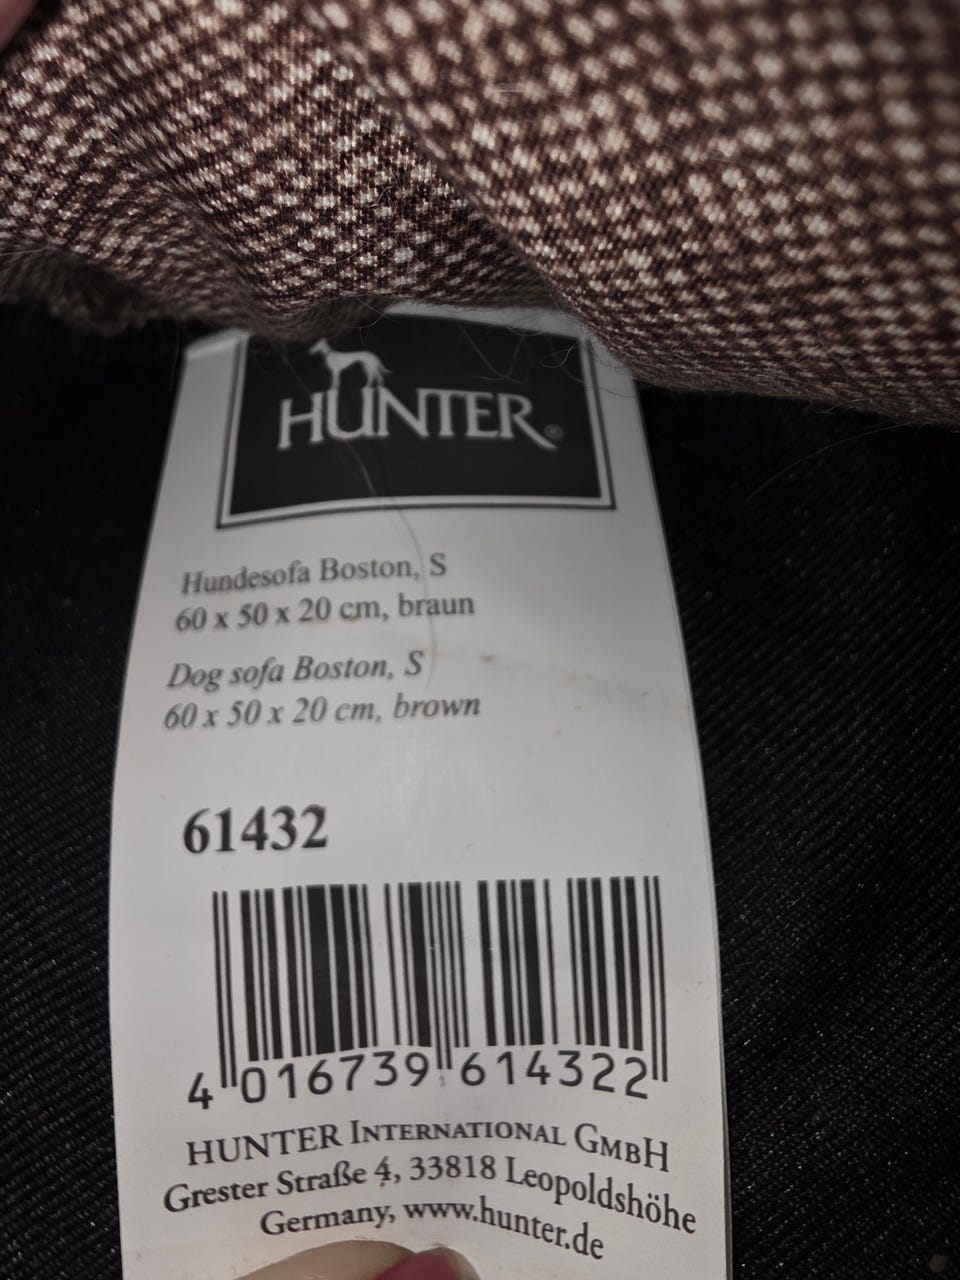 HUNTER®
Hundesofa Boston, S
60 x 50 x 20 cm, braun
Dog sofa Boston, S
60 x 50 x 20 cm, brown
61432
4 016739 614322
HUNTER INTERNATIONAL GMBH
Grester Straße 4, 33818 Leopoldshöhe
Germany, www.hunter.de